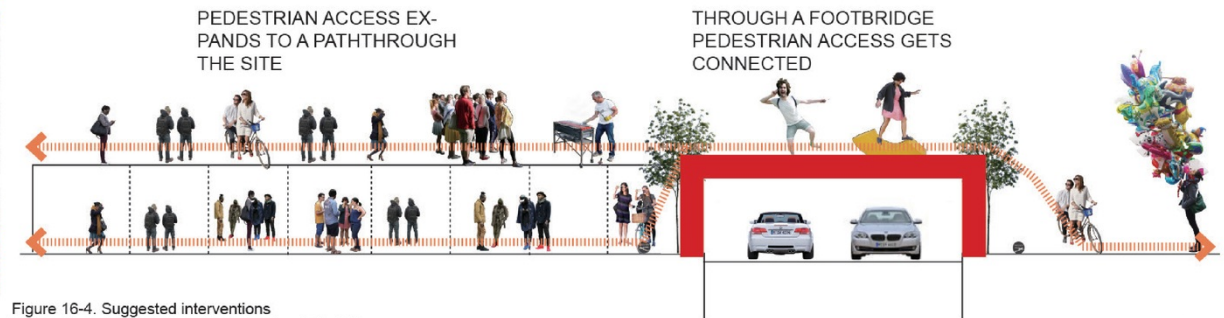 PEDESTRIAN ACCESS EX-
PANDS TO A PATHTHROUGH
THE SITE
THROUGH A FOOTBRIDGE
PEDESTRIAN ACCESS GETS
CONNECTED
Figure 16-4. Suggested interventions